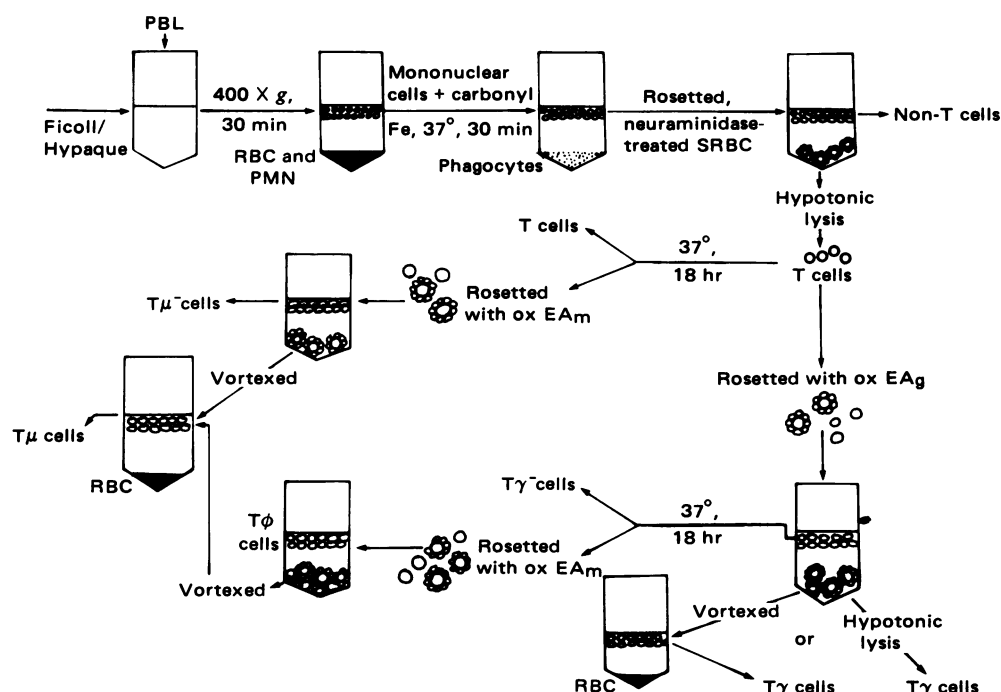 PBL
Ficoll/
Hypaque
400 X g,
30 min
RBC and
PMN
Mononuclear
cells + carbonyl
Fe, 37°, 30 min
Phagocytes
Rosetted,
neuraminidase-
treated SRBC
Non-T cells
Hypotonic
lysis
T cells
37°,
18 hr
T cells
Rosetted
with ox EAm
Tμ⁻cells
Vortexed
Tμ cells
RBC
Rosetted with ox EAg
Tγ⁻cells
37°,
18 hr
Tϕ
cells
Rosetted
with ox EAm
Vortexed
Vortexed
or
Hypotonic
lysis
RBC
Tγ cells
Tγ cells